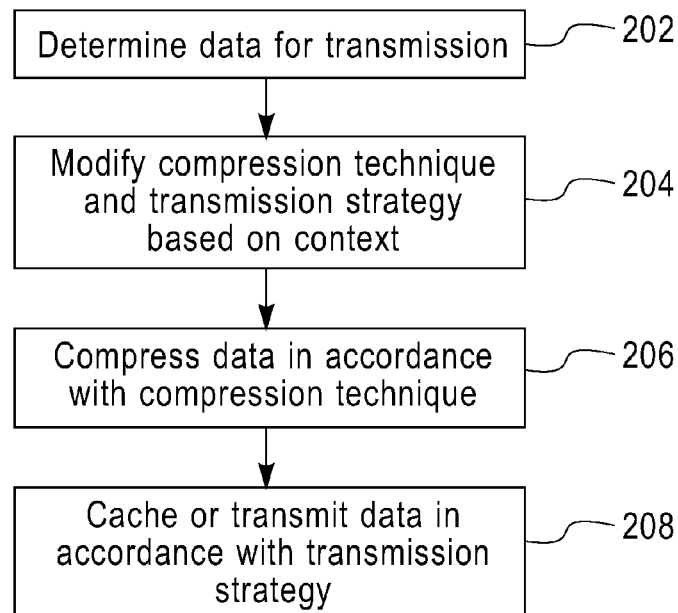 Determine data for transmission
202
Modify compression technique
and transmission strategy
based on context
204
Compress data in accordance
with compression technique
206
Cache or transmit data in
accordance with transmission
strategy
208